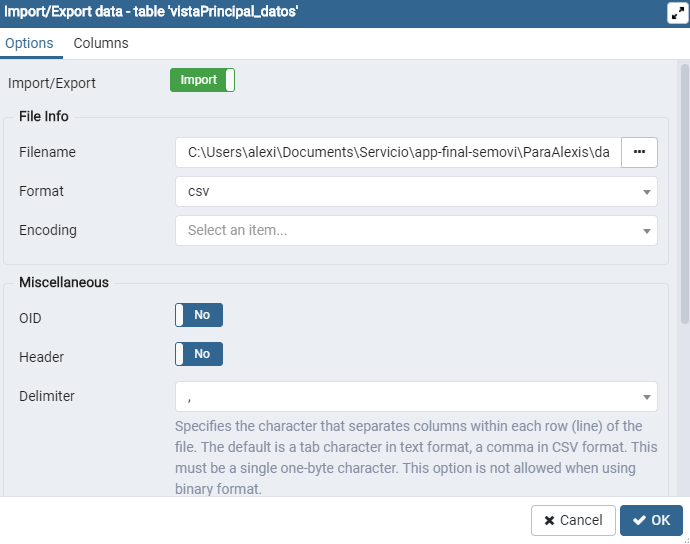 Import/Export data - table 'vistaPrincipal_datos'
Options Columns
Import/Export Import
File Info
Filename C:\Users\alexi\Documents\Servicio\app-final-semovi\ParaAlexis\da ...
Format csv
Encoding Select an item...
Miscellaneous
OID No
Header No
Delimiter ,
Specifies the character that separates columns within each row (line) of the
file. The default is a tab character in text format, a comma in CSV format. This
must be a single one-byte character. This option is not allowed when using
binary format.
Cancel OK